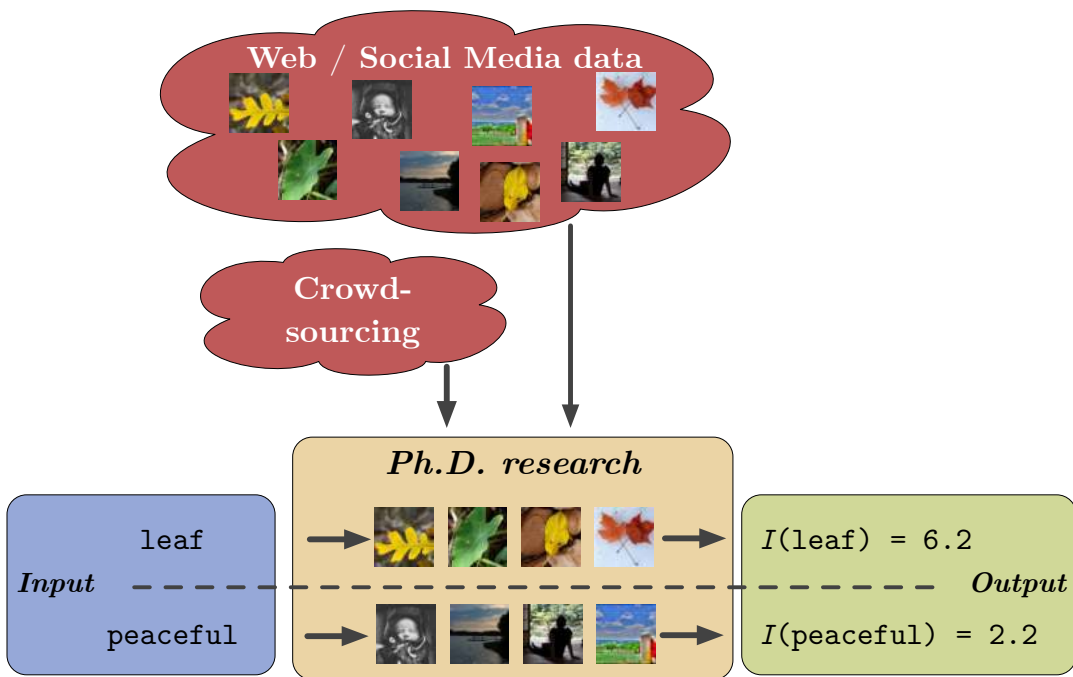 Web / Social Media data
Crowd-
sourcing
Ph.D. research
leaf
I(leaf) = 6.2
Input
Output
peaceful
I(peaceful) = 2.2